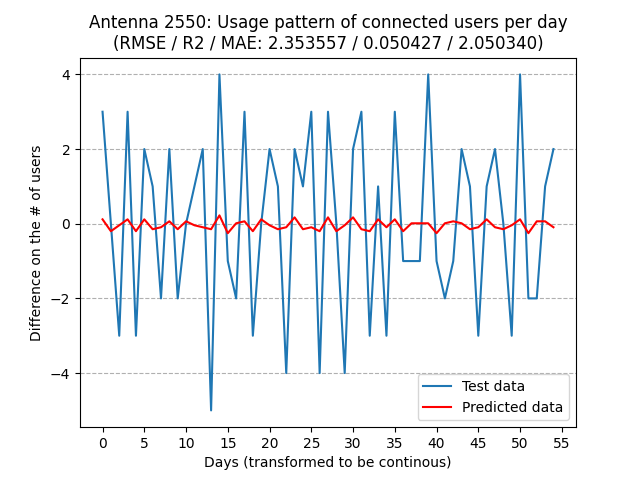 Antenna 2550: Usage pattern of connected users per day
(RMSE / R2 / MAE: 2.353557 / 0.050427 / 2.050340)
Difference on the # of users
4
2
0
−2
−4
Test data
Predicted data
0 5 10 15 20 25 30 35 40 45 50 55
Days (transformed to be continous)